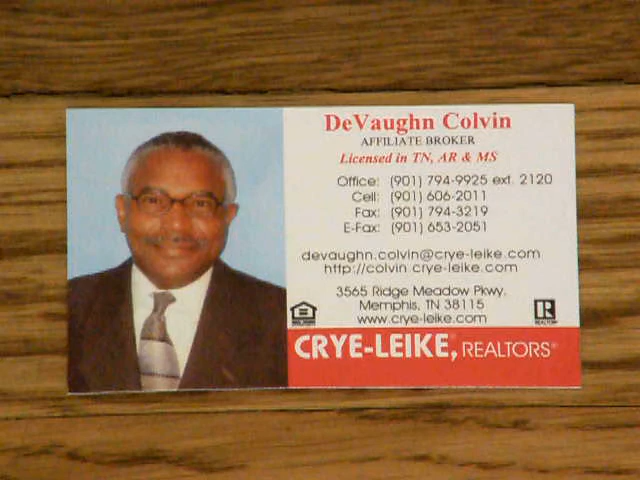 DeVaughn Colvin
AFFILIATE BROKER
Licensed in TN, AR & MS
Office: (901) 794-9925 ext. 2120
Cell: (901) 606-2011
Fax: (901) 794-3219
E-Fax: (901) 653-2051
devaughn.colvin@crye-leike.com
http://colvin.crye-leike.com
3565 Ridge Meadow Pkwy.
Memphis, TN 38115
www.crye-leike.com
R
REALTOR®
CRYE-LEIKE®, REALTORS®